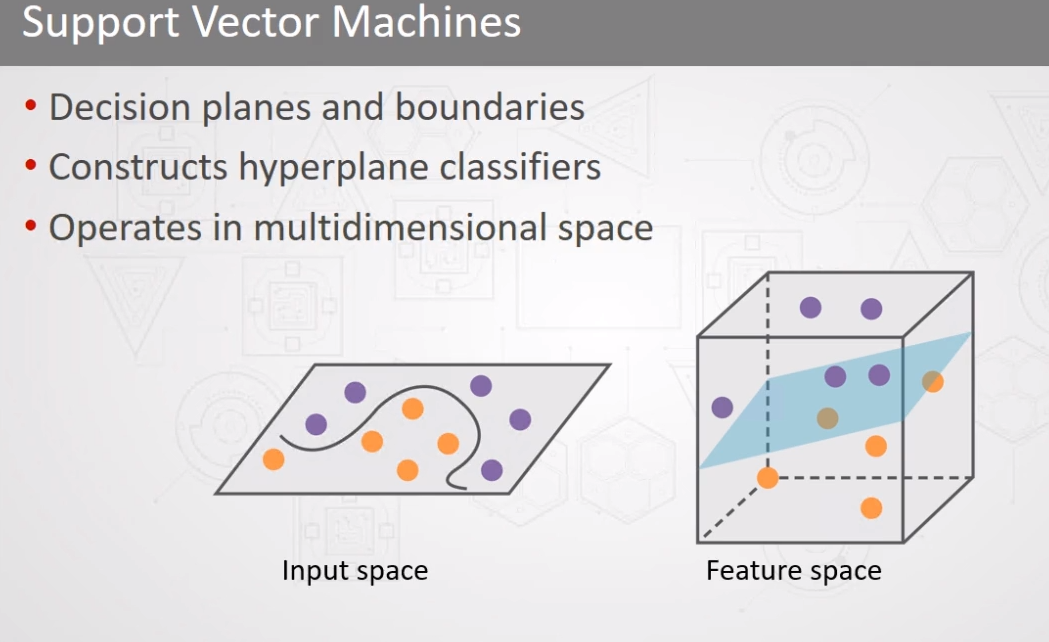 Support Vector Machines
• Decision planes and boundaries
• Constructs hyperplane classifiers
• Operates in multidimensional space
Input space
Feature space